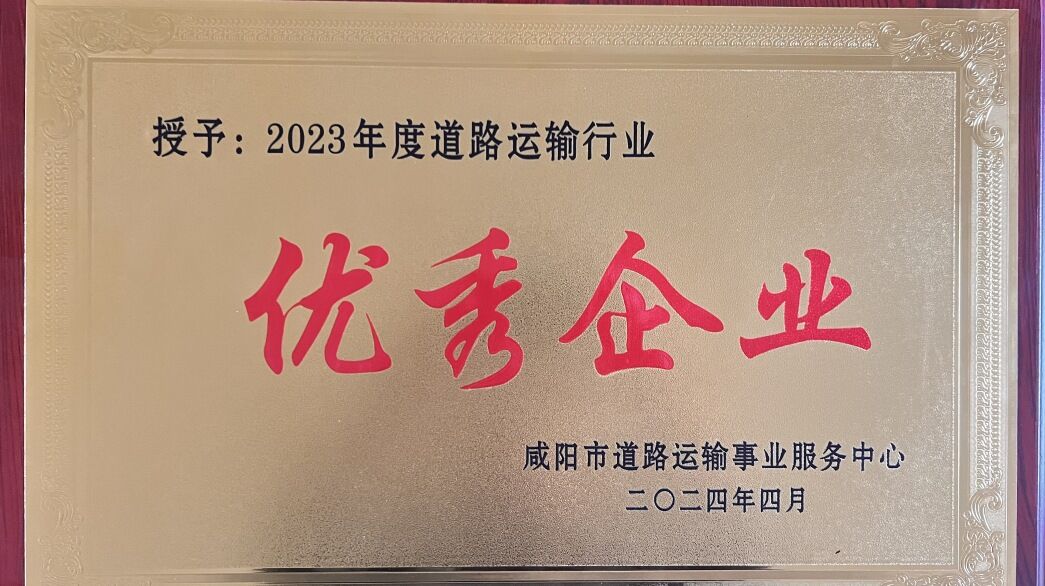 授予：2023年度道路运输行业
优秀企业
咸阳市道路运输事业服务中心
二〇二四年四月